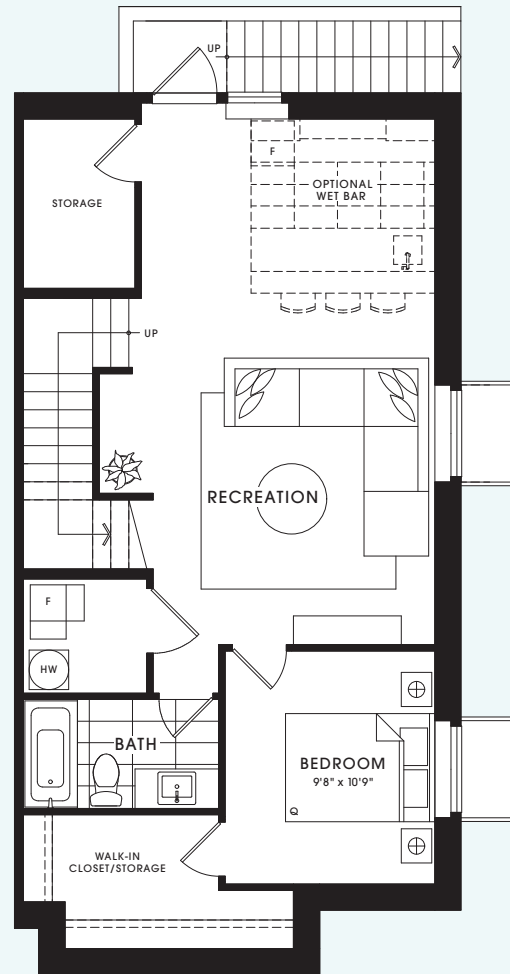 UP
F
OPTIONAL
WET BAR
STORAGE
UP
RECREATION
F
HW
BATH
BEDROOM
9'8" x 10'9"
Q
WALK-IN
CLOSET/STORAGE